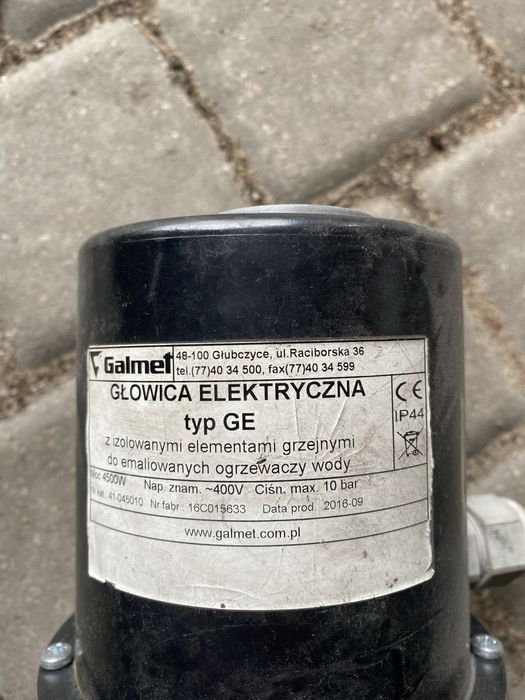 Galmet
48-100 Głubczyce, ul.Raciborska 36
tel.(77)40 34 500, fax(77)40 34 599
GŁOWICA ELEKTRYCZNA
typ GE
z izolowanymi elementami grzejnymi
do emaliowanych ogrzewaczy wody
CE
IP44
Moc 4500W Nap. znam. ~400V Ciśn. max. 10 bar
kat.: 41-045010 Nr fabr.: 16C015633 Data prod. 2016-09
www.galmet.com.pl